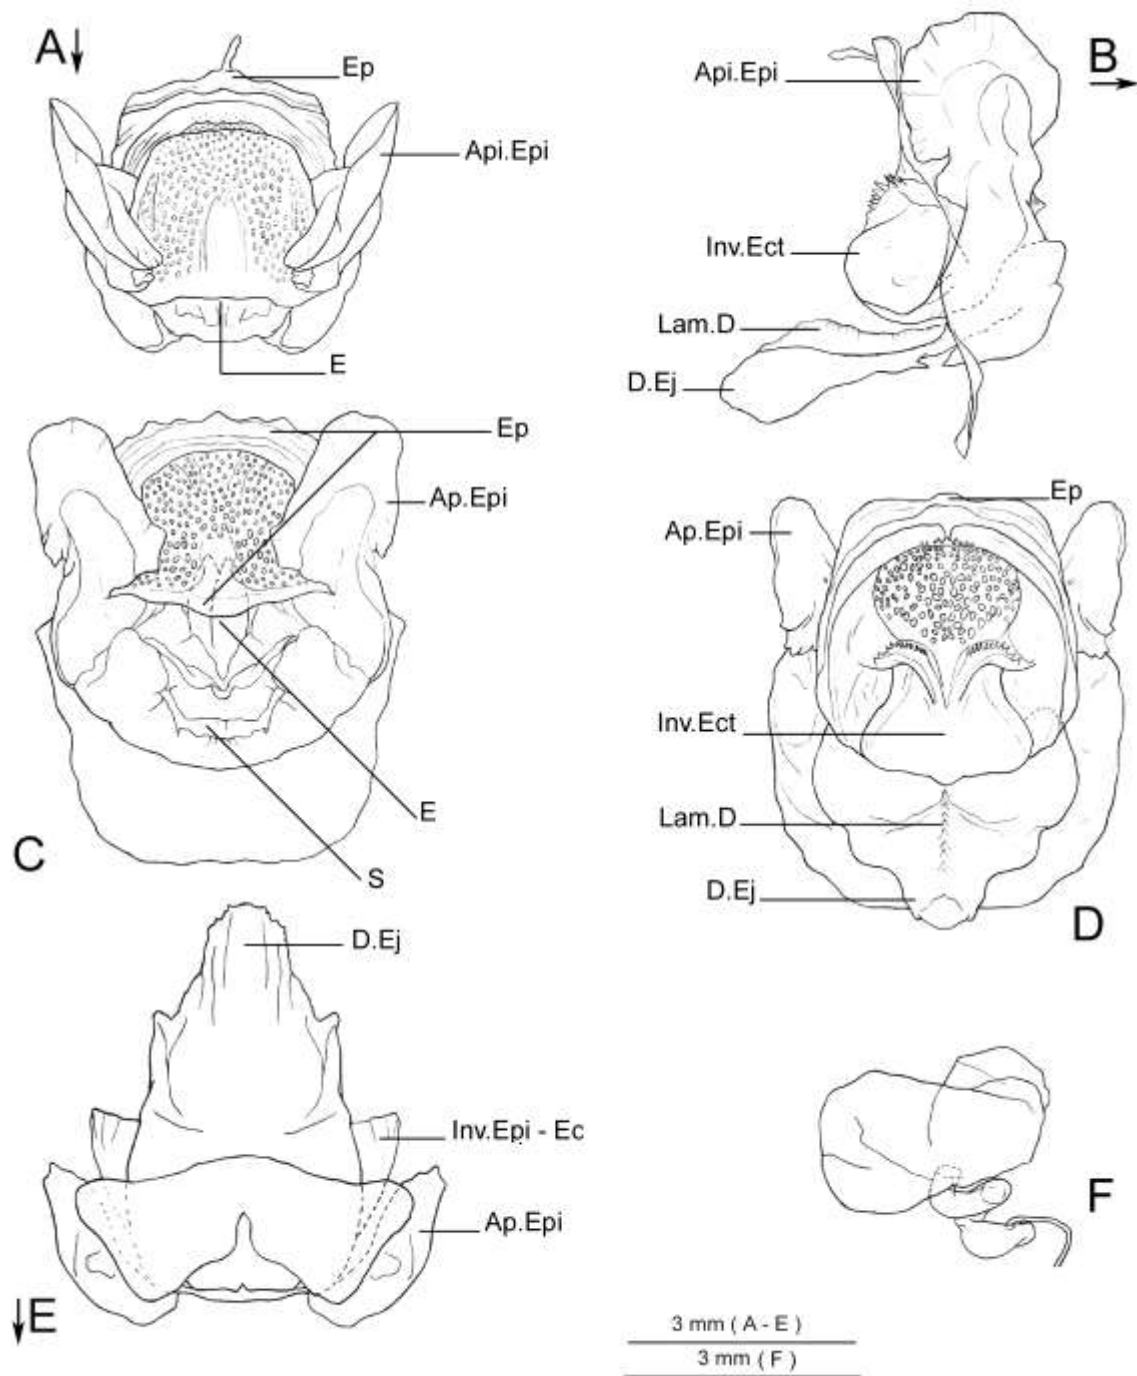 A
Ep
Api.Epi
E
B
Api.Epi
Inv.Ect
Lam.D
D.Ej
Ep
Ap.Epi
E
S
C
Ep
Ap.Epi
Inv.Ect
Lam.D
D.Ej
D
D.Ej
Inv.Epi - Ec
Ap.Epi
E
F
3 mm ( A - E )
3 mm ( F )